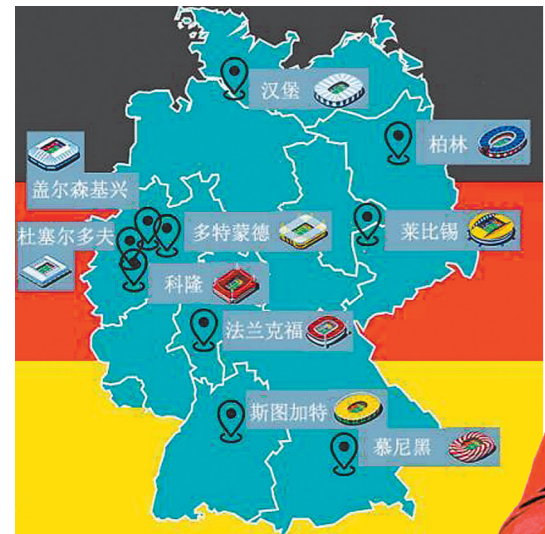 汉堡
柏林
盖尔森基兴
杜塞尔多夫
多特蒙德
莱比锡
科隆
法兰克福
斯图加特
慕尼黑